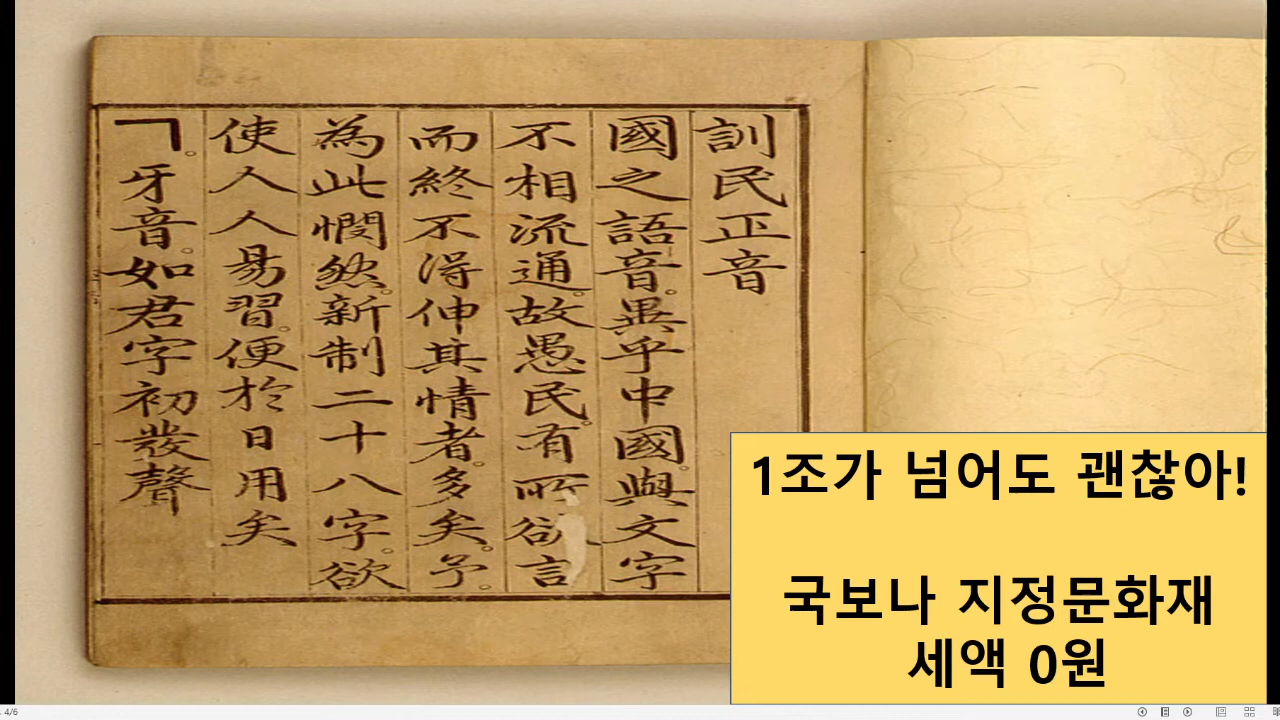 訓民正音
國之語音。異乎中國。與文字
不相流通。故愚民。有所欲言
而終不得伸其情者。多矣。予。
為此憫然。新制二十八字。欲
使人人易習。便於日用矣
ㄱ。牙音。如君字初發聲
1조가 넘어도 괜찮아!
국보나 지정문화재
세액 0원
4/6